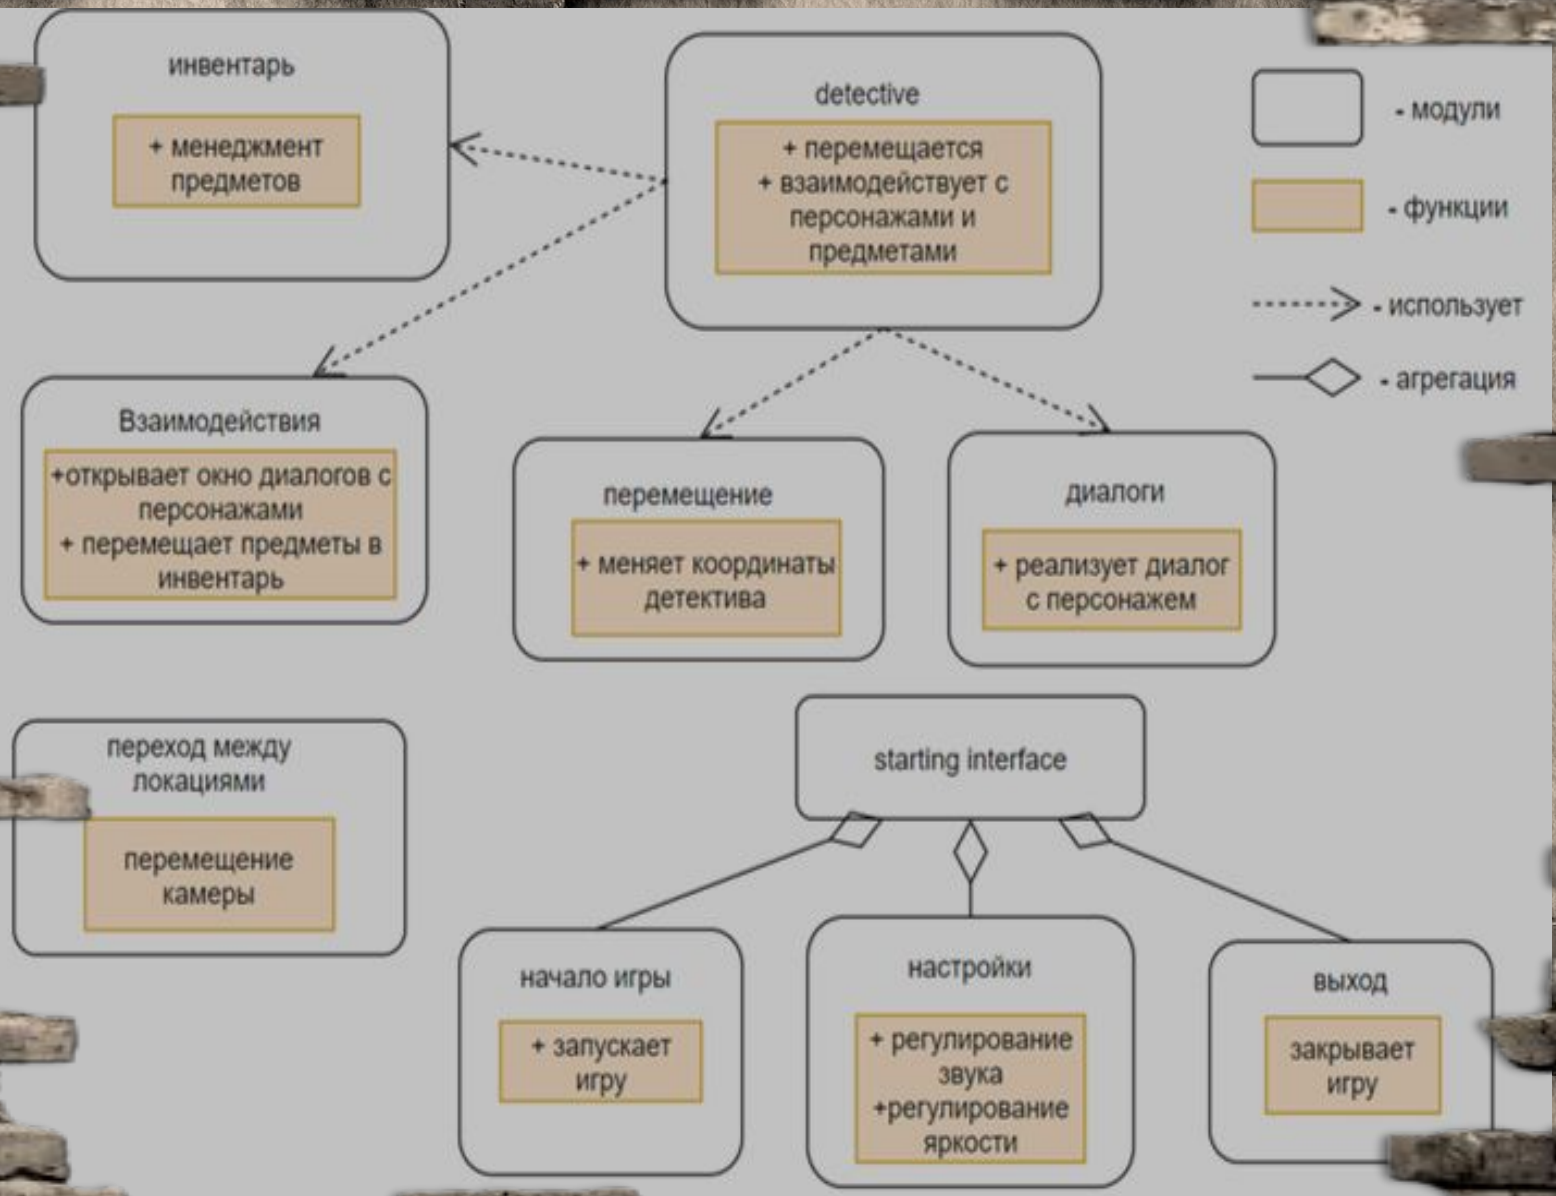 инвентарь
+ менеджмент
предметов
detective
+ перемещается
+ взаимодействует с
персонажами и
предметами
- модули
- функции
- использует
- агрегация
Взаимодействия
+открывает окно диалогов с
персонажами
+ перемещает предметы в
инвентарь
перемещение
+ меняет координаты
детектива
диалоги
+ реализует диалог
с персонажем
переход между
локациями
перемещение
камеры
starting interface
начало игры
+ запускает
игру
настройки
+ регулирование
звука
+регулирование
яркости
выход
закрывает
игру